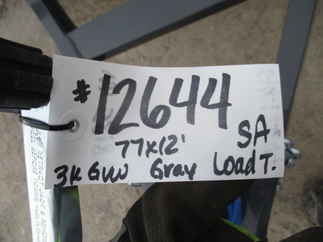 #12644
77x12' SA
3K GVW Gray Load T.